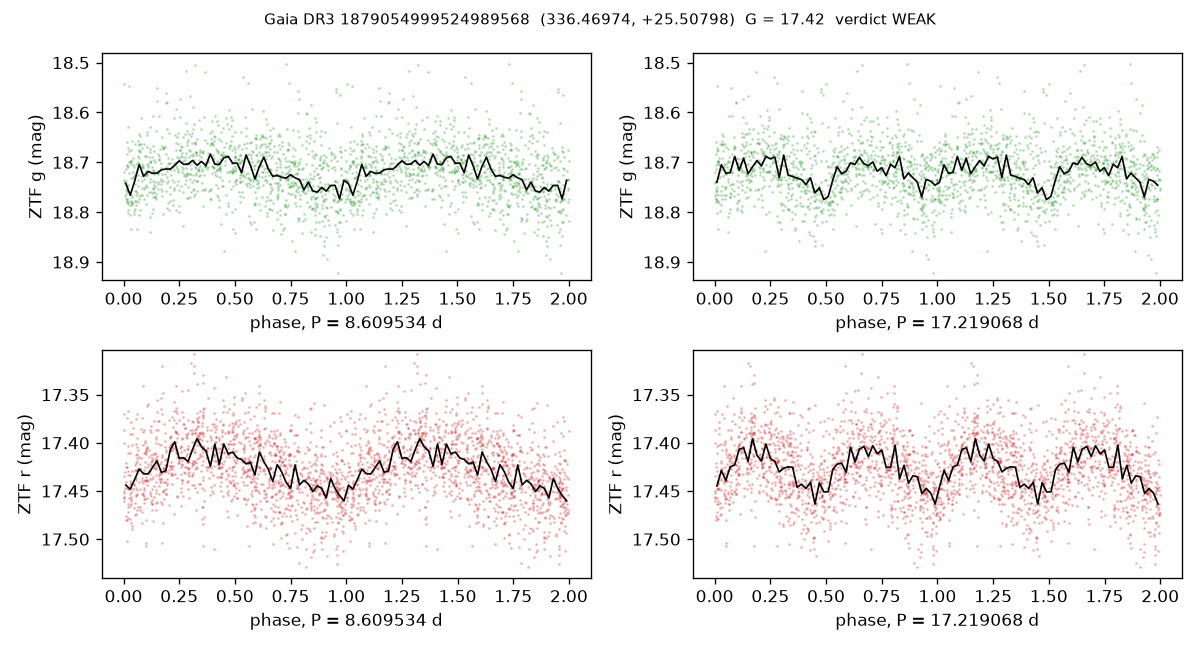 Gaia DR3 1879054999524989568  (336.46974, +25.50798)  G = 17.42  verdict WEAK
ZTF g (mag)
18.5
18.6
18.7
18.8
18.9
0.00 0.25 0.50 0.75 1.00 1.25 1.50 1.75 2.00
phase, P = 8.609534 d
ZTF g (mag)
18.5
18.6
18.7
18.8
18.9
0.00 0.25 0.50 0.75 1.00 1.25 1.50 1.75 2.00
phase, P = 17.219068 d
ZTF r (mag)
17.35
17.40
17.45
17.50
0.00 0.25 0.50 0.75 1.00 1.25 1.50 1.75 2.00
phase, P = 8.609534 d
ZTF r (mag)
17.35
17.40
17.45
17.50
0.00 0.25 0.50 0.75 1.00 1.25 1.50 1.75 2.00
phase, P = 17.219068 d